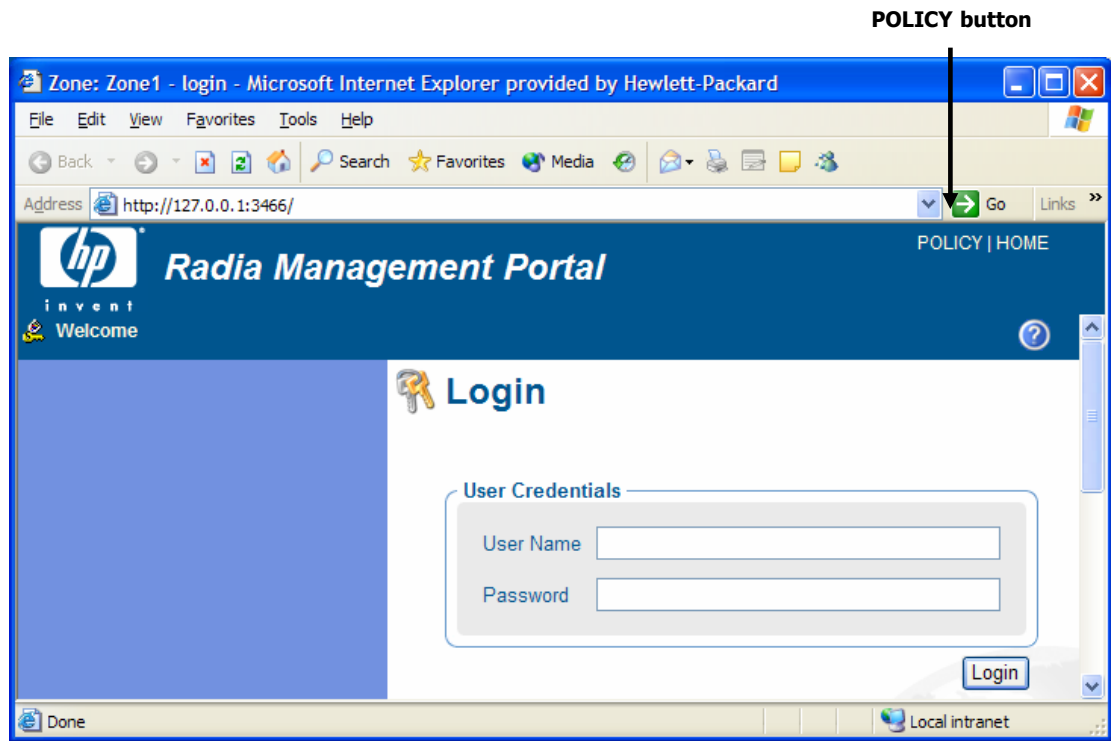 POLICY button
Zone: Zone1 - login - Microsoft Internet Explorer provided by Hewlett-Packard
File Edit View Favorites Tools Help
Back Search Favorites Media
Address http://127.0.0.1:3466/ Go Links »
hp Radia Management Portal POLICY | HOME
invent
Welcome ?
Login
User Credentials
User Name
Password
Login
Done Local intranet